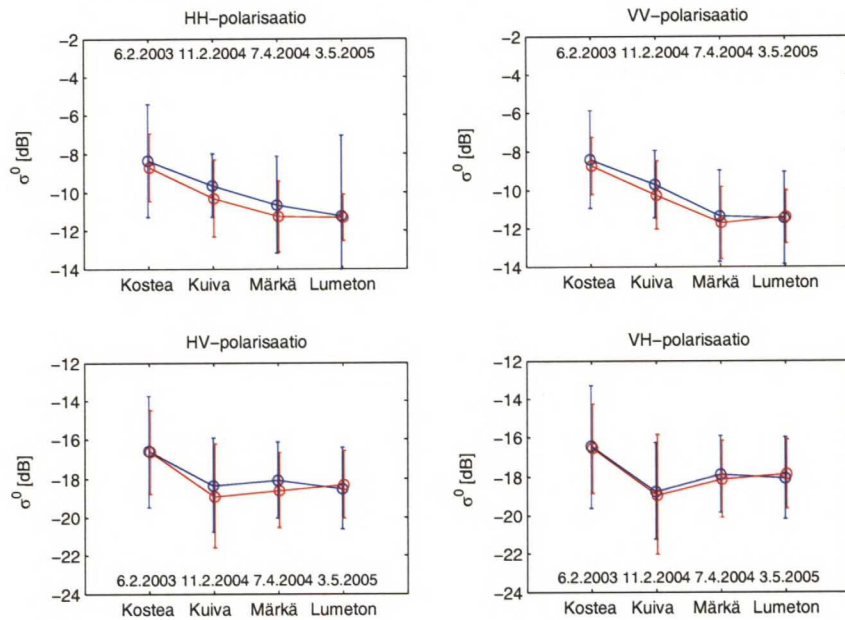 HH−polarisaatio
−2
6.2.2003 11.2.2004 7.4.2004 3.5.2005
−4
−6
−8
−10
−12
−14
σ⁰ [dB]
Kostea Kuiva Märkä Lumeton
VV−polarisaatio
−2
6.2.2003 11.2.2004 7.4.2004 3.5.2005
−4
−6
−8
−10
−12
−14
σ⁰ [dB]
Kostea Kuiva Märkä Lumeton
HV−polarisaatio
−12
−14
−16
−18
−20
−22
−24
σ⁰ [dB]
6.2.2003 11.2.2004 7.4.2004 3.5.2005
Kostea Kuiva Märkä Lumeton
VH−polarisaatio
−12
−14
−16
−18
−20
−22
−24
σ⁰ [dB]
6.2.2003 11.2.2004 7.4.2004 3.5.2005
Kostea Kuiva Märkä Lumeton